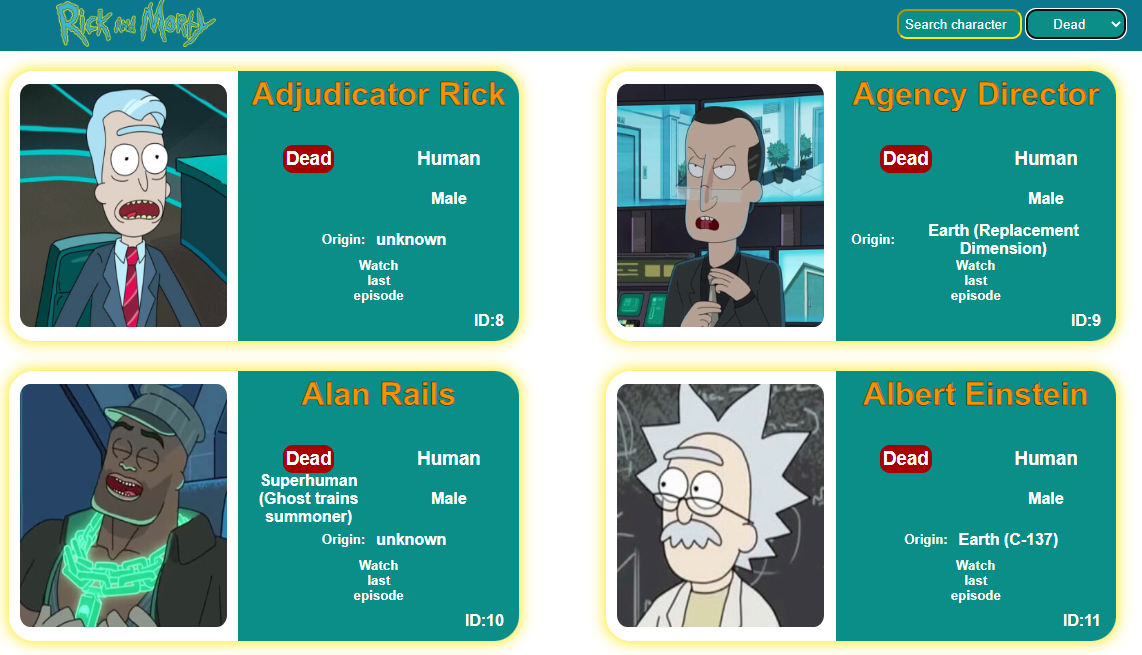 Rick and Morty
Search character
Dead
Adjudicator Rick
Dead
Human
Male
Origin: unknown
Watch
last
episode
ID:8
Agency Director
Dead
Human
Male
Origin: Earth (Replacement
Dimension)
Watch
last
episode
ID:9
Alan Rails
Dead
Human
Superhuman
(Ghost trains
summoner)
Male
Origin: unknown
Watch
last
episode
ID:10
Albert Einstein
Dead
Human
Male
Origin: Earth (C-137)
Watch
last
episode
ID:11